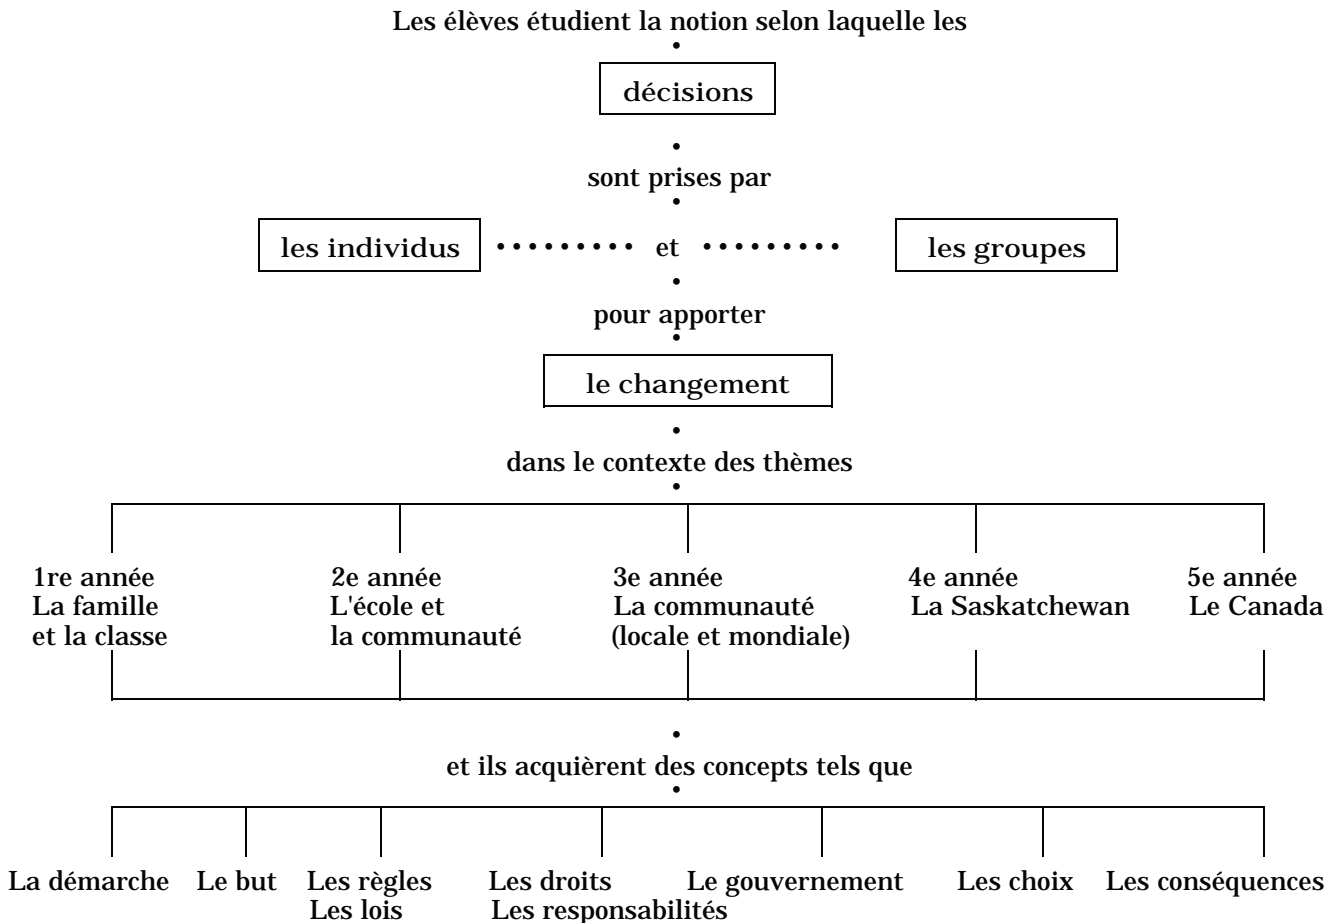 Les élèves étudient la notion selon laquelle les
décisions
sont prises par
les individus ......... et ......... les groupes
pour apporter
le changement
dans le contexte des thèmes
1re année
La famille
et la classe
2e année
L'école et
la communauté
3e année
La communauté
(locale et mondiale)
4e année
La Saskatchewan
5e année
Le Canada
et ils acquièrent des concepts tels que
La démarche
Le but
Les règles
Les lois
Les droits
Les responsabilités
Le gouvernement
Les choix
Les conséquences